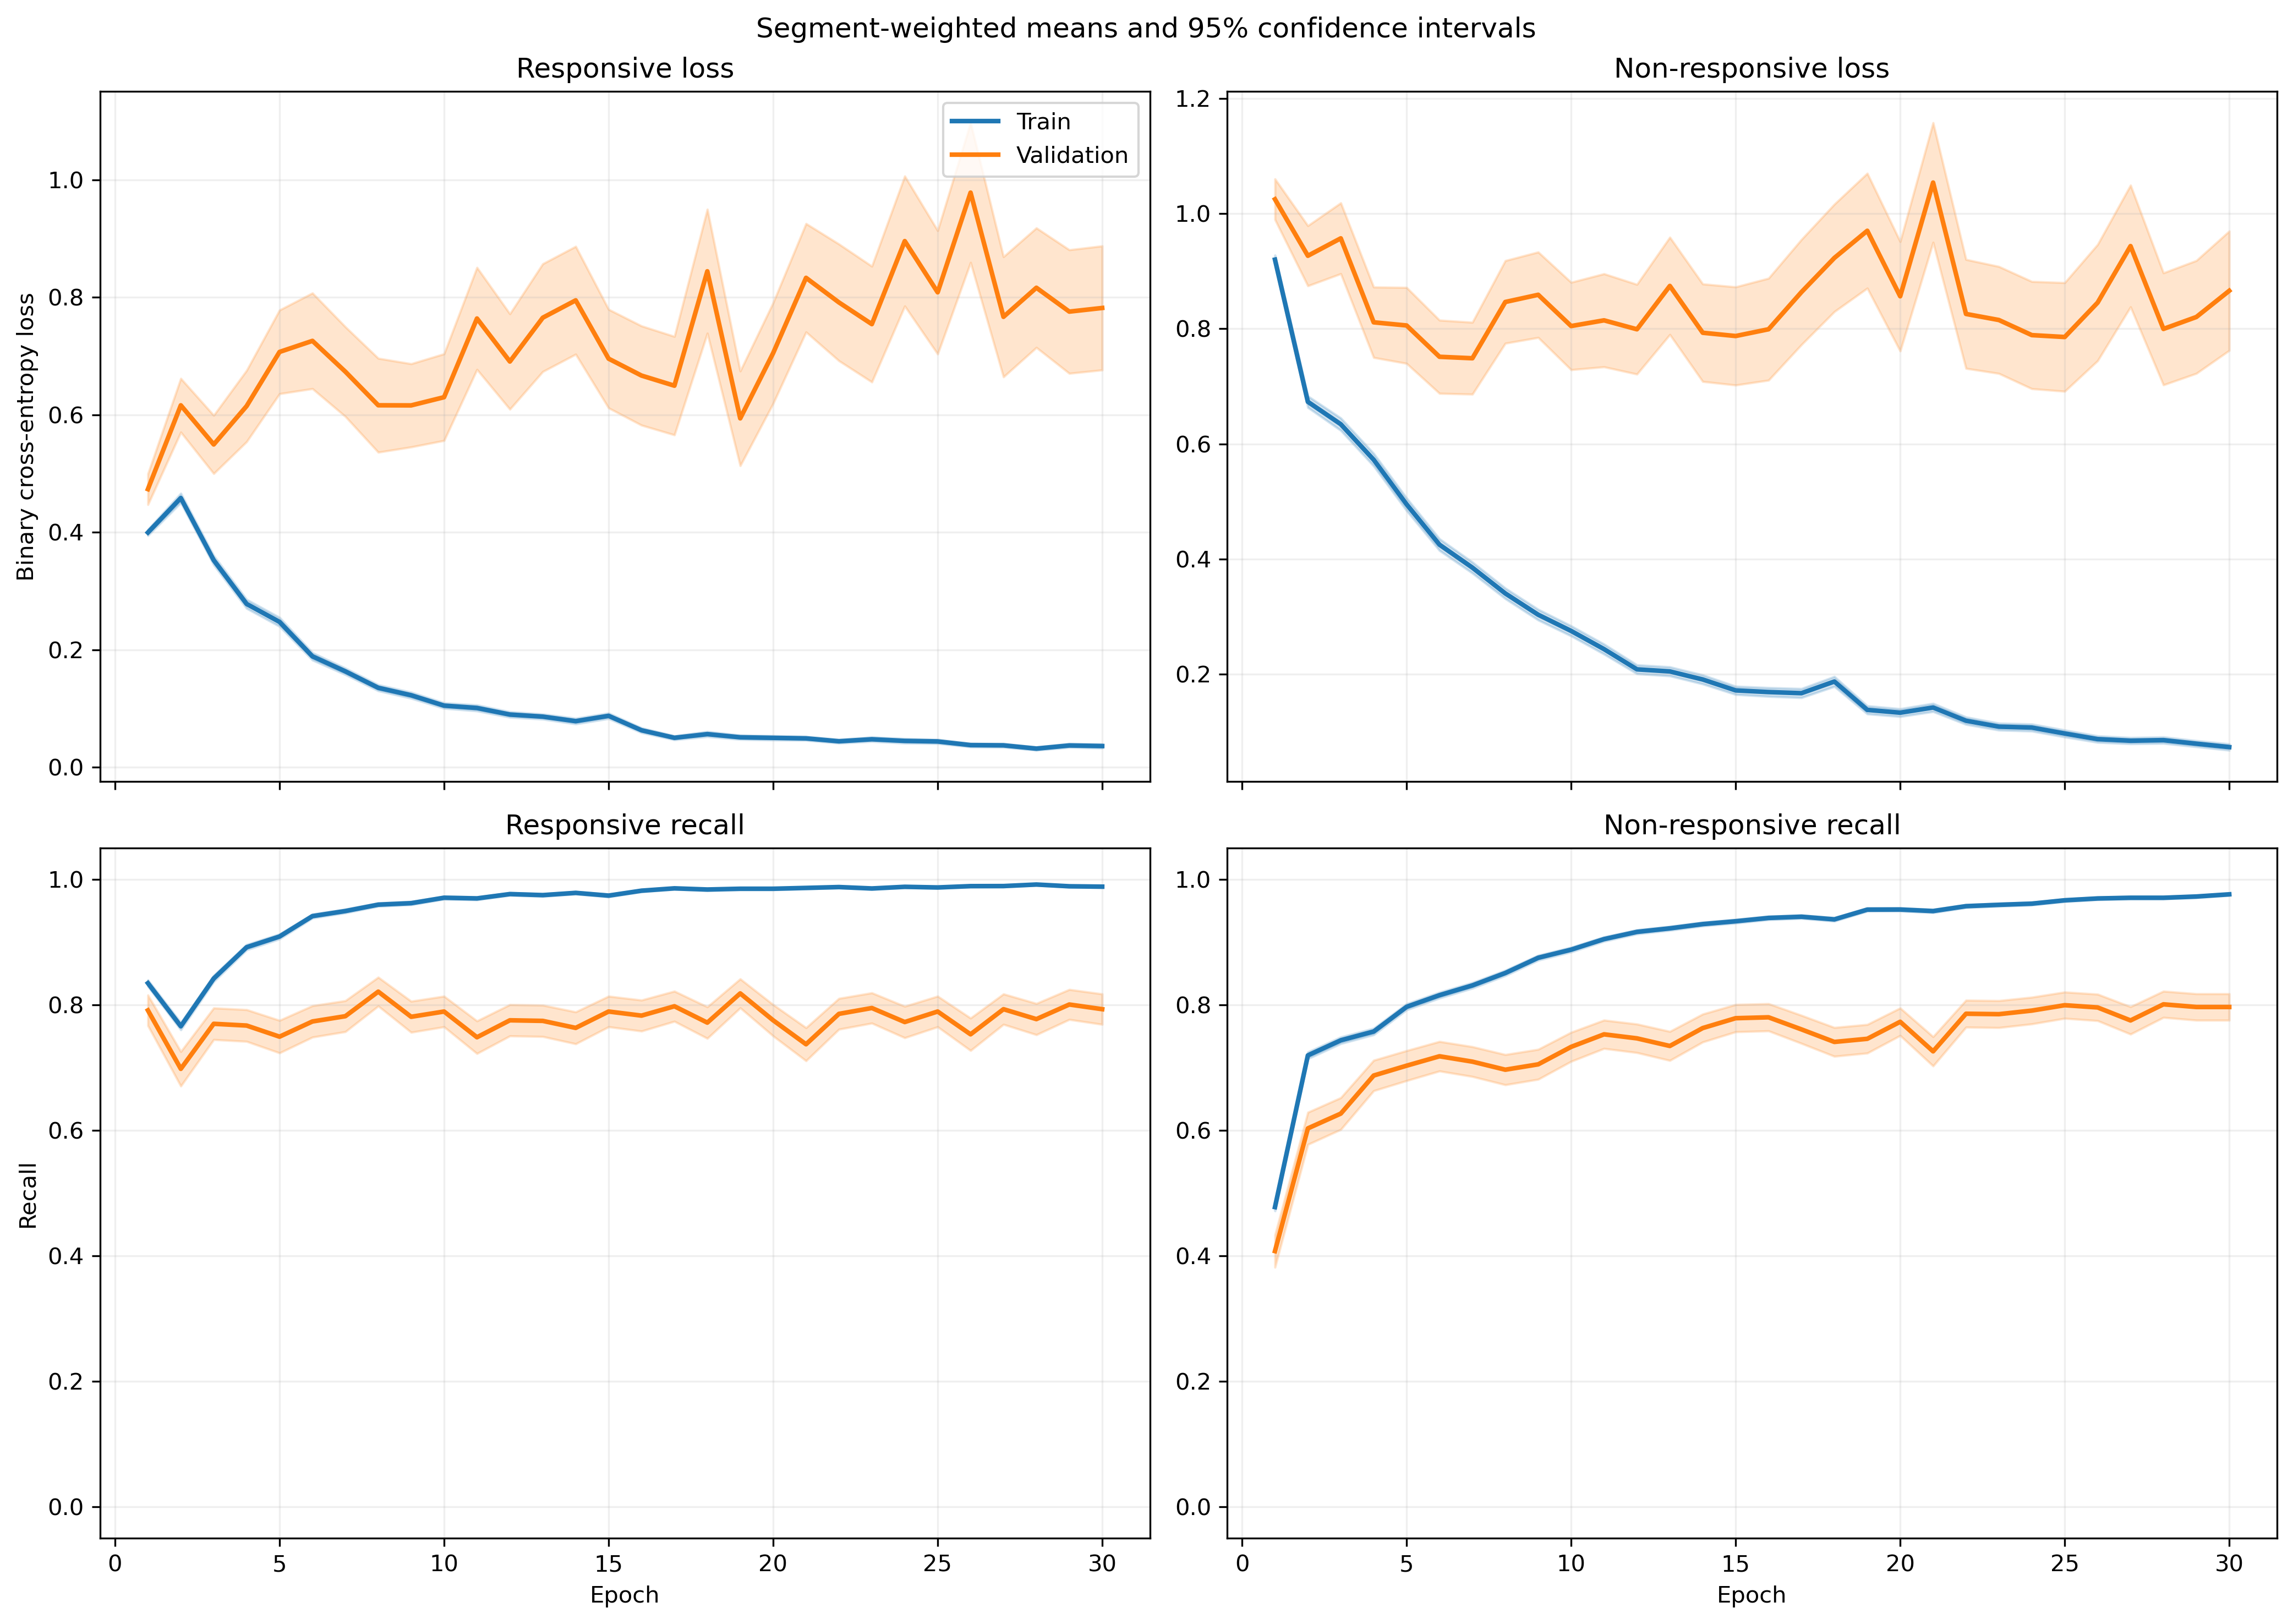 Segment-weighted means and 95% confidence intervals
Responsive loss
Non-responsive loss
Train
Validation
Binary cross-entropy loss
1.0
0.8
0.6
0.4
0.2
0.0
1.2
1.0
0.8
0.6
0.4
0.2
Responsive recall
Non-responsive recall
Recall
1.0
0.8
0.6
0.4
0.2
0.0
1.0
0.8
0.6
0.4
0.2
0.0
0 5 10 15 20 25 30
0 5 10 15 20 25 30
Epoch
Epoch